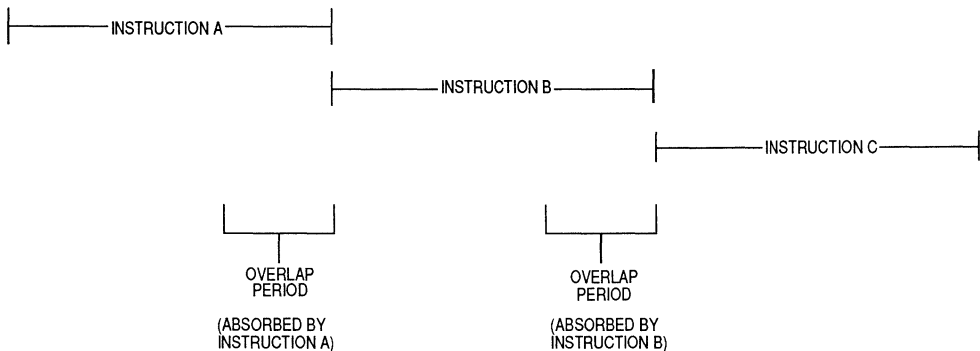 INSTRUCTION A
INSTRUCTION B
INSTRUCTION C
OVERLAP
PERIOD
(ABSORBED BY
INSTRUCTION A)
OVERLAP
PERIOD
(ABSORBED BY
INSTRUCTION B)